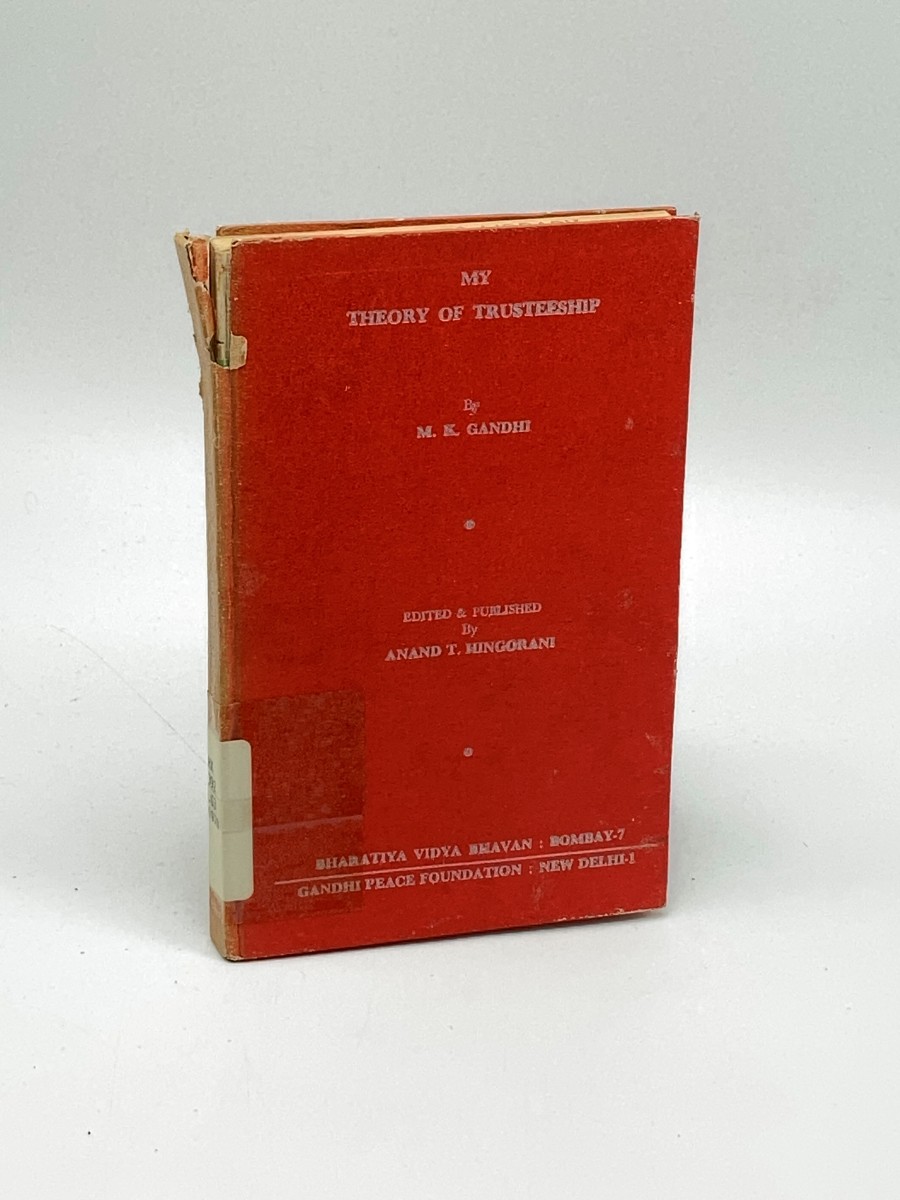 MY
THEORY OF TRUSTEESHIP
By
M. K. GANDHI
EDITED & PUBLISHED
By
ANAND T. HINGORANI
BHARATIYA VIDYA BHAVAN : BOMBAY-7
GANDHI PEACE FOUNDATION : NEW DELHI-1